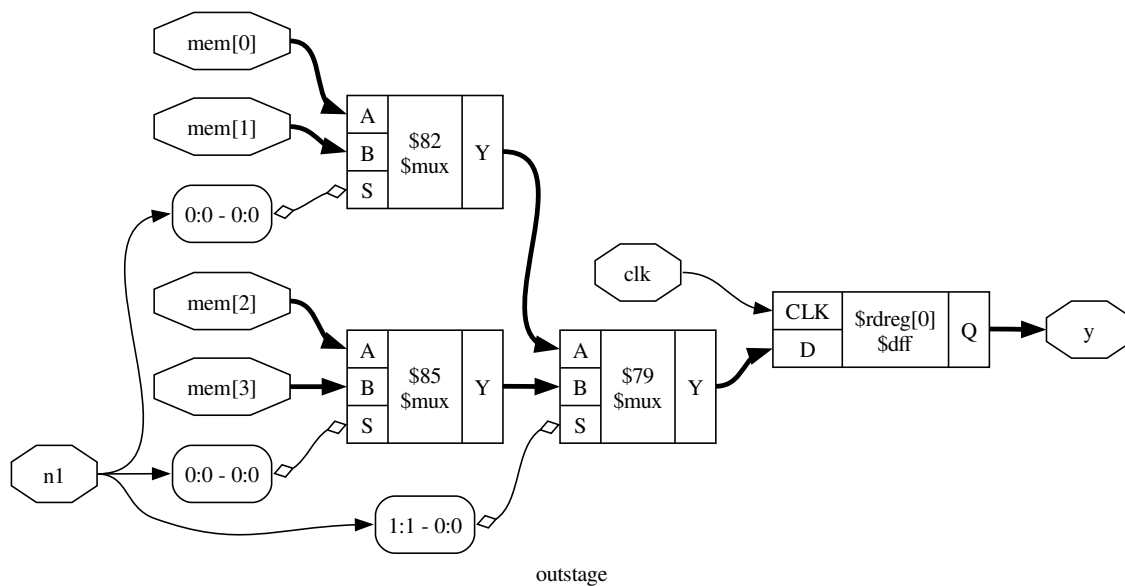 mem[0]
mem[1]
A
B
S
$82
$mux
Y
0:0 - 0:0
mem[2]
mem[3]
A
B
S
$85
$mux
Y
n1
0:0 - 0:0
1:1 - 0:0
A
B
S
$79
$mux
Y
clk
CLK
D
$rdreg[0]
$dff
Q
y
outstage